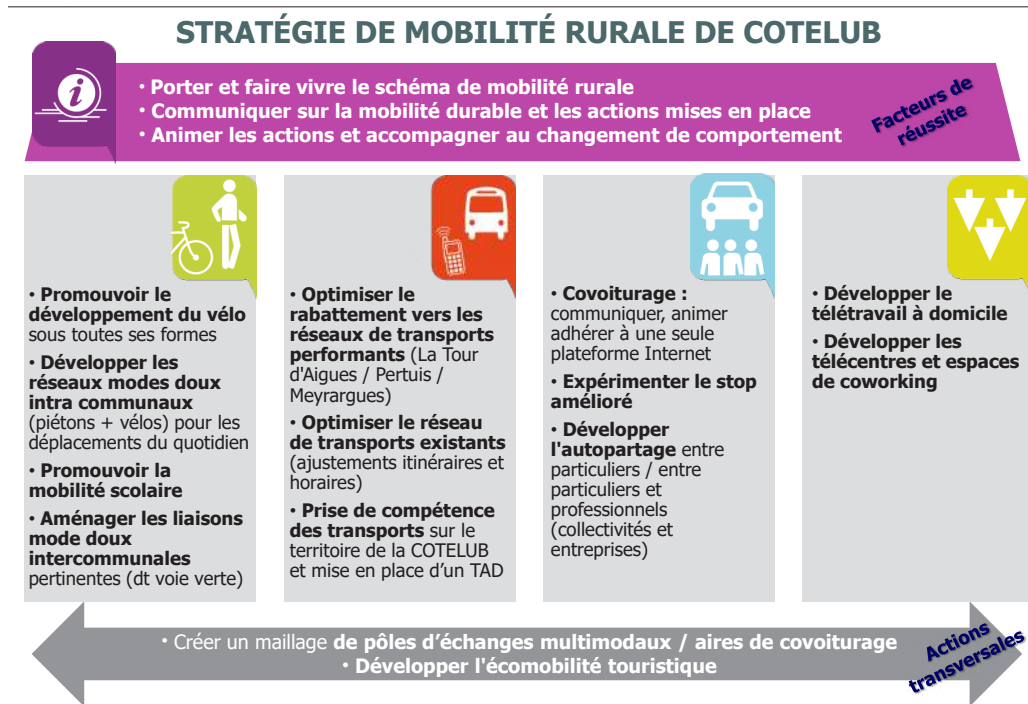 STRATÉGIE DE MOBILITÉ RURALE DE COTELUB
• Porter et faire vivre le schéma de mobilité rurale
• Communiquer sur la mobilité durable et les actions mises en place
• Animer les actions et accompagner au changement de comportement
Facteurs de
réussite
• Promouvoir le
développement du vélo
sous toutes ses formes
• Développer les
réseaux modes doux
intra communaux
(piétons + vélos) pour les
déplacements du quotidien
• Promouvoir la
mobilité scolaire
• Aménager les liaisons
mode doux
intercommunales
pertinentes (dt voie verte)
• Optimiser le
rabattement vers les
réseaux de transports
performants (La Tour
d'Aigues / Pertuis /
Meyrargues)
• Optimiser le réseau
de transports existants
(ajustements itinéraires et
horaires)
• Prise de compétence
des transports sur le
territoire de la COTELUB
et mise en place d’un TAD
• Covoiturage :
communiquer, animer
adhérer à une seule
plateforme Internet
• Expérimenter le stop
amélioré
• Développer
l'autopartage entre
particuliers / entre
particuliers et
professionnels
(collectivités et
entreprises)
• Développer le
télétravail à domicile
• Développer les
télécentres et espaces
de coworking
• Créer un maillage de pôles d’échanges multimodaux / aires de covoiturage
• Développer l'écomobilité touristique
Actions
transversales